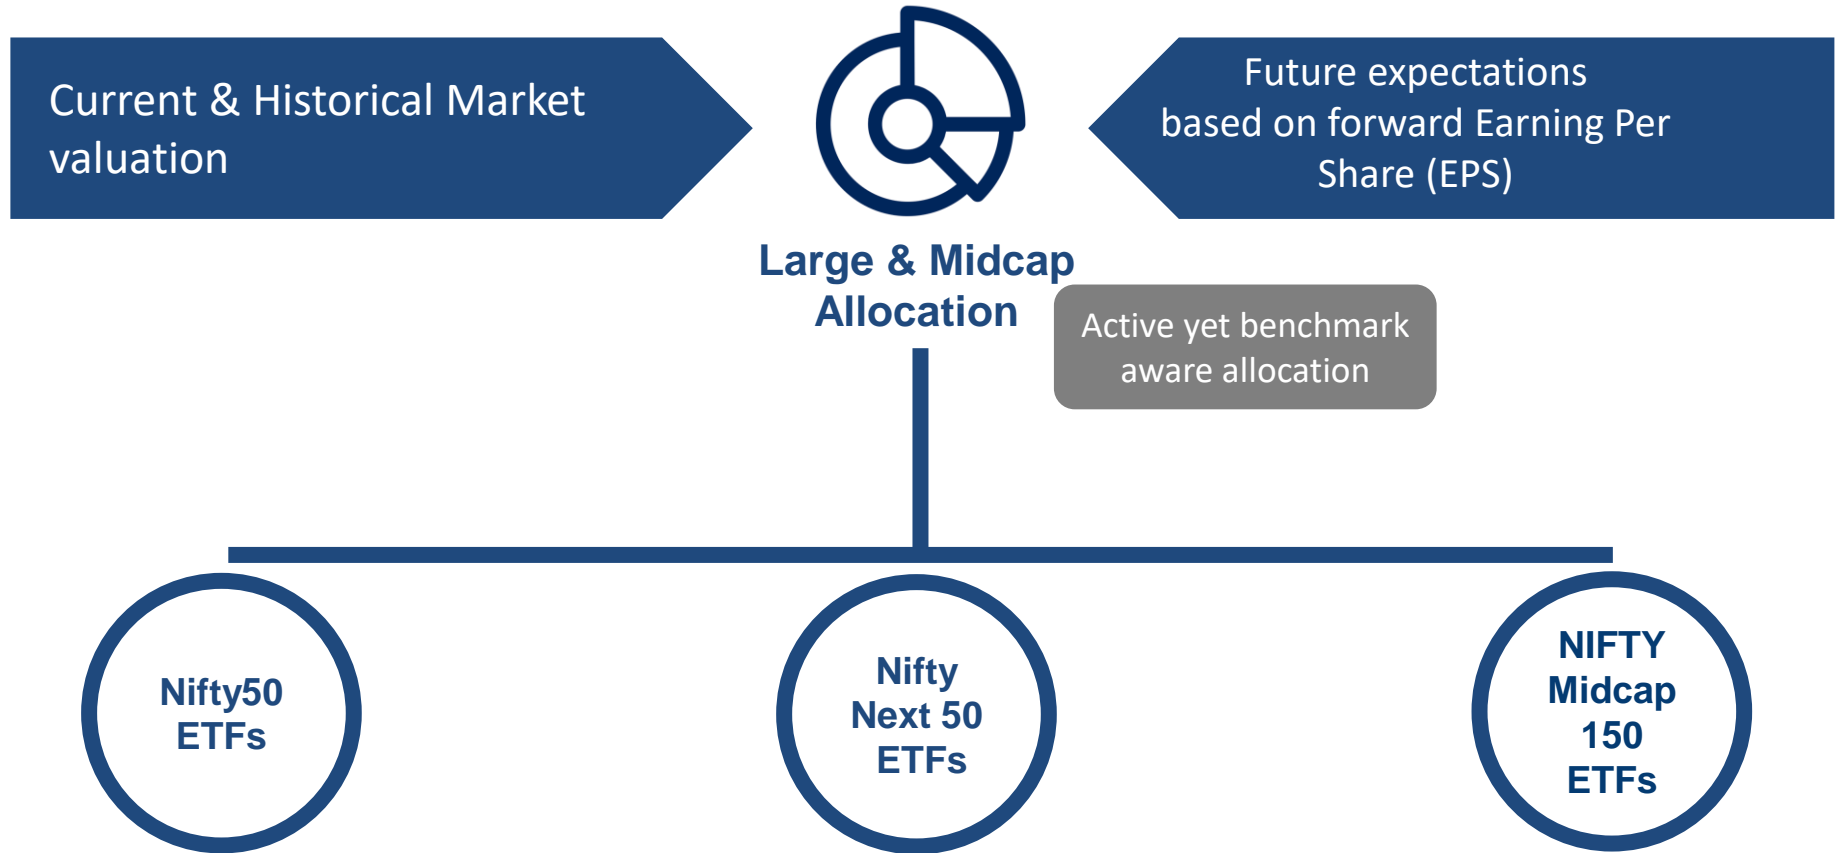 Current & Historical Market
valuation
Future expectations
based on forward Earning Per
Share (EPS)
Large & Midcap
Allocation
Active yet benchmark
aware allocation
Nifty50
ETFs
Nifty
Next 50
ETFs
NIFTY
Midcap
150
ETFs